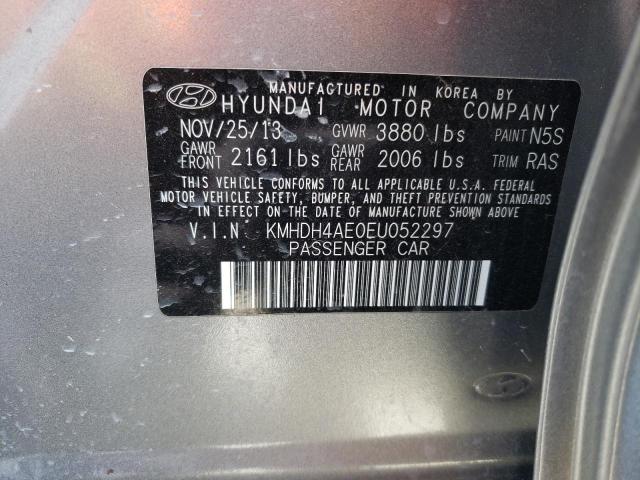 MANUFACTURED IN KOREA BY
HYUNDAI MOTOR COMPANY
NOV/25/13 GVWR 3880 lbs PAINT N5S
GAWR FRONT 2161 lbs GAWR REAR 2006 lbs TRIM RAS
THIS VEHICLE CONFORMS TO ALL APPLICABLE U.S.A. FEDERAL
MOTOR VEHICLE SAFETY, BUMPER, AND THEFT PREVENTION STANDARDS
IN EFFECT ON THE DATE OF MANUFACTURE SHOWN ABOVE.
V.I.N KMHDH4AE0EU052297
PASSENGER CAR